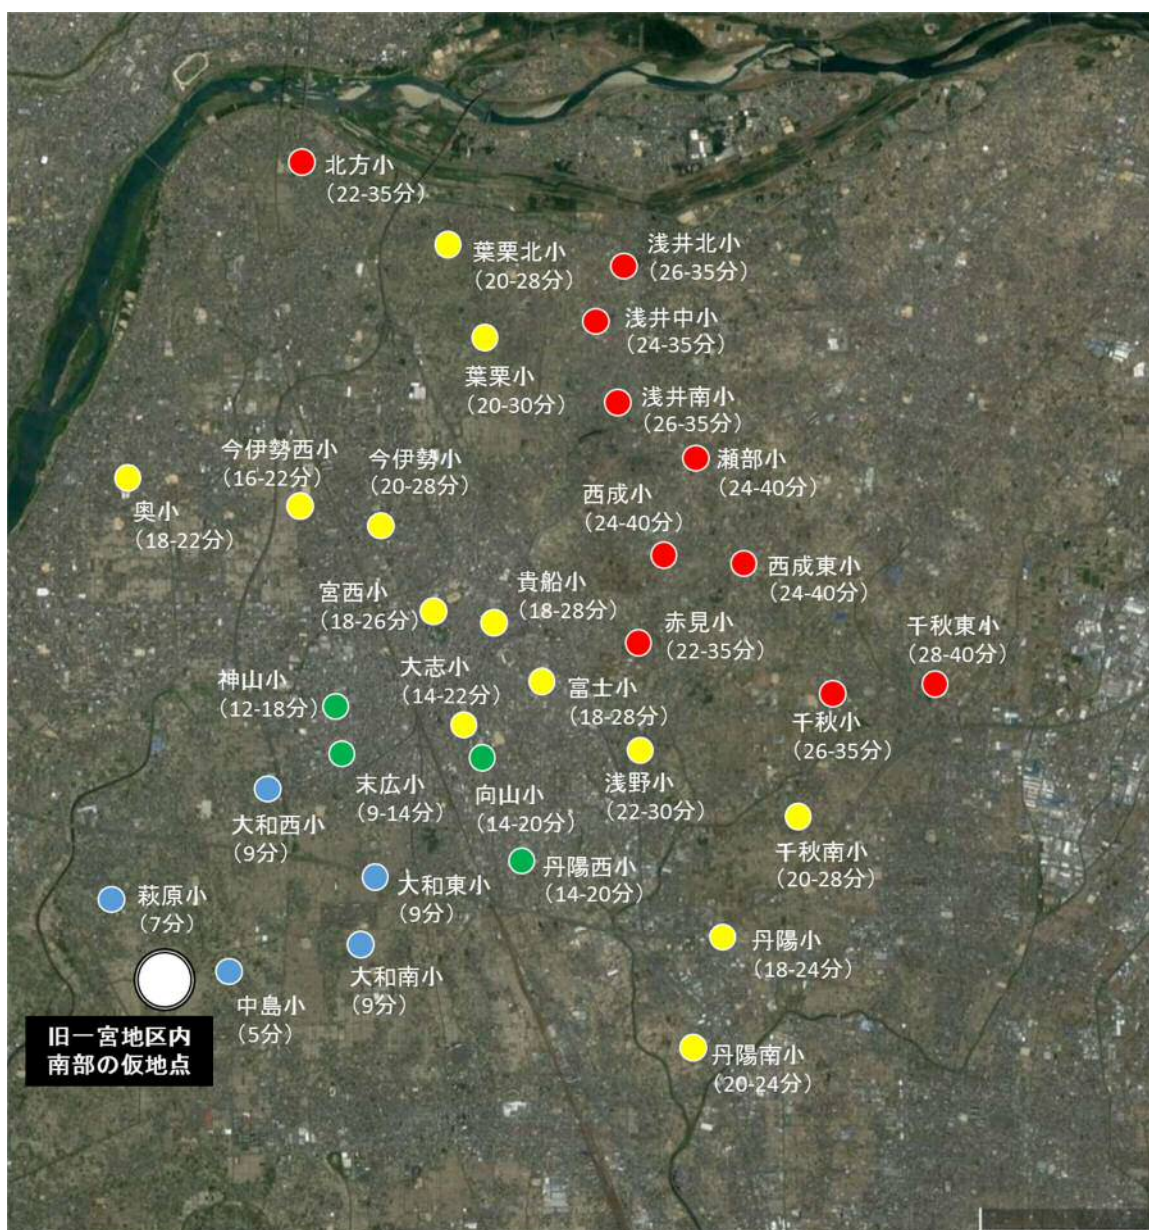 北方小
（22-35分）
葉栗北小
（20-28分）
浅井北小
（26-35分）
浅井中小
（24-35分）
葉栗小
（20-30分）
浅井南小
（26-35分）
今伊勢西小
（16-22分）
今伊勢小
（20-28分）
瀬部小
（24-40分）
西成小
（24-40分）
奥小
（18-22分）
西成東小
（24-40分）
貴船小
（18-28分）
宮西小
（18-26分）
赤見小
（22-35分）
千秋東小
（28-40分）
大志小
（14-22分）
神山小
（12-18分）
富士小
（18-28分）
千秋小
（26-35分）
末広小
（9-14分）
向山小
（14-20分）
浅野小
（22-30分）
大和西小
（9分）
千秋南小
（20-28分）
丹陽西小
（14-20分）
大和東小
（9分）
萩原小
（7分）
丹陽小
（18-24分）
大和南小
（9分）
中島小
（5分）
旧一宮地区内
南部の仮地点
丹陽南小
（20-24分）